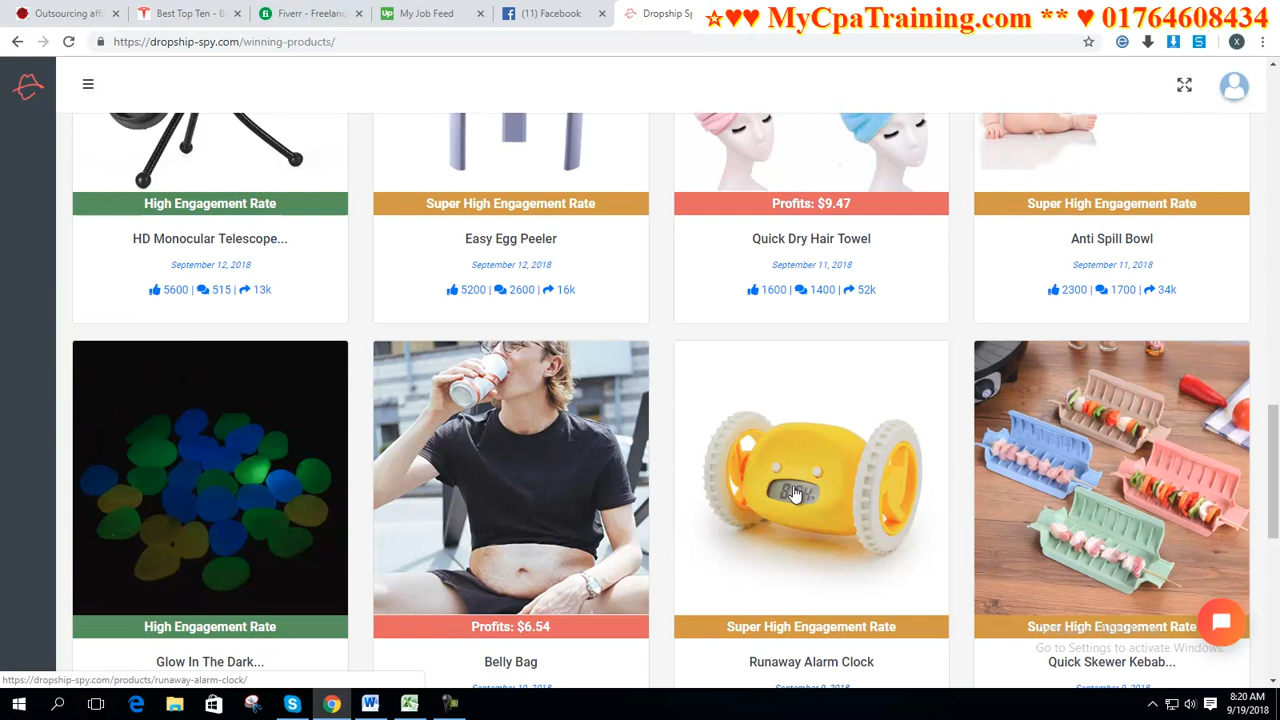 Outsourcing affi
Best Top Ten - B
Fiverr - Freelanc
My Job Feed
(11) Facebook
Dropship Sp
☆♥♥ MyCpaTraining.com ** ♥ 01764608434
https://dropship-spy.com/winning-products/
X
High Engagement Rate
Super High Engagement Rate
Profits: $9.47
Super High Engagement Rate
HD Monocular Telescope...
Easy Egg Peeler
Quick Dry Hair Towel
Anti Spill Bowl
September 12, 2018
September 12, 2018
September 11, 2018
September 11, 2018
5600 | 515 | 13k
5200 | 2600 | 16k
1600 | 1400 | 52k
2300 | 1700 | 34k
High Engagement Rate
Profits: $6.54
Super High Engagement Rate
Super High Engagement Rate
Go to Settings to activate Windows.
Glow In The Dark...
Belly Bag
Runaway Alarm Clock
Quick Skewer Kebab...
https://dropship-spy.com/products/runaway-alarm-clock/
8:20 AM
9/19/2018